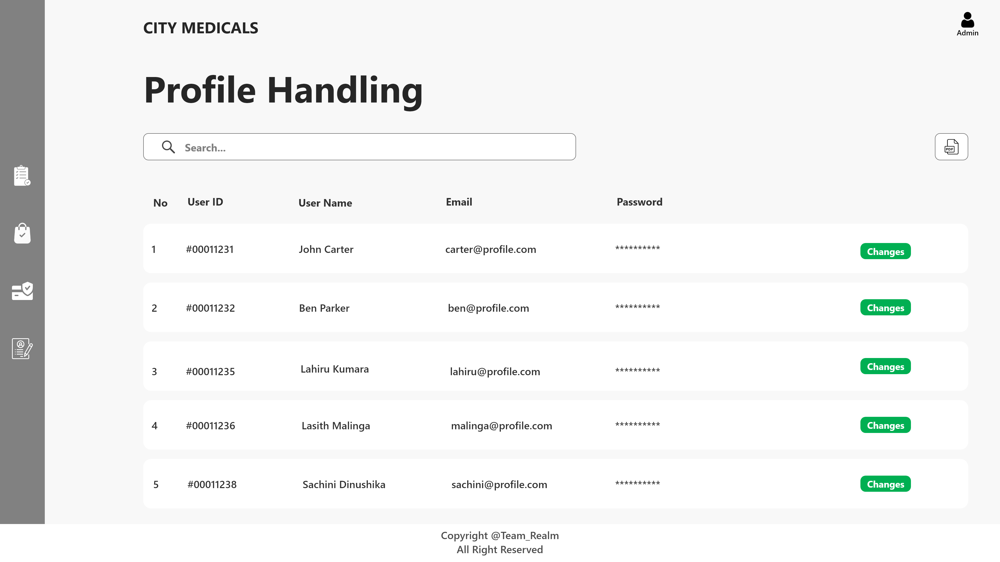 CITY MEDICALS
Admin
Profile Handling
Search...
PDF
No User ID User Name Email Password
1 #00011231 John Carter carter@profile.com ********** Changes
2 #00011232 Ben Parker ben@profile.com ********** Changes
3 #00011235 Lahiru Kumara lahiru@profile.com ********** Changes
4 #00011236 Lasith Malinga malinga@profile.com ********** Changes
5 #00011238 Sachini Dinushika sachini@profile.com ********** Changes
Copyright @Team_Realm
All Right Reserved